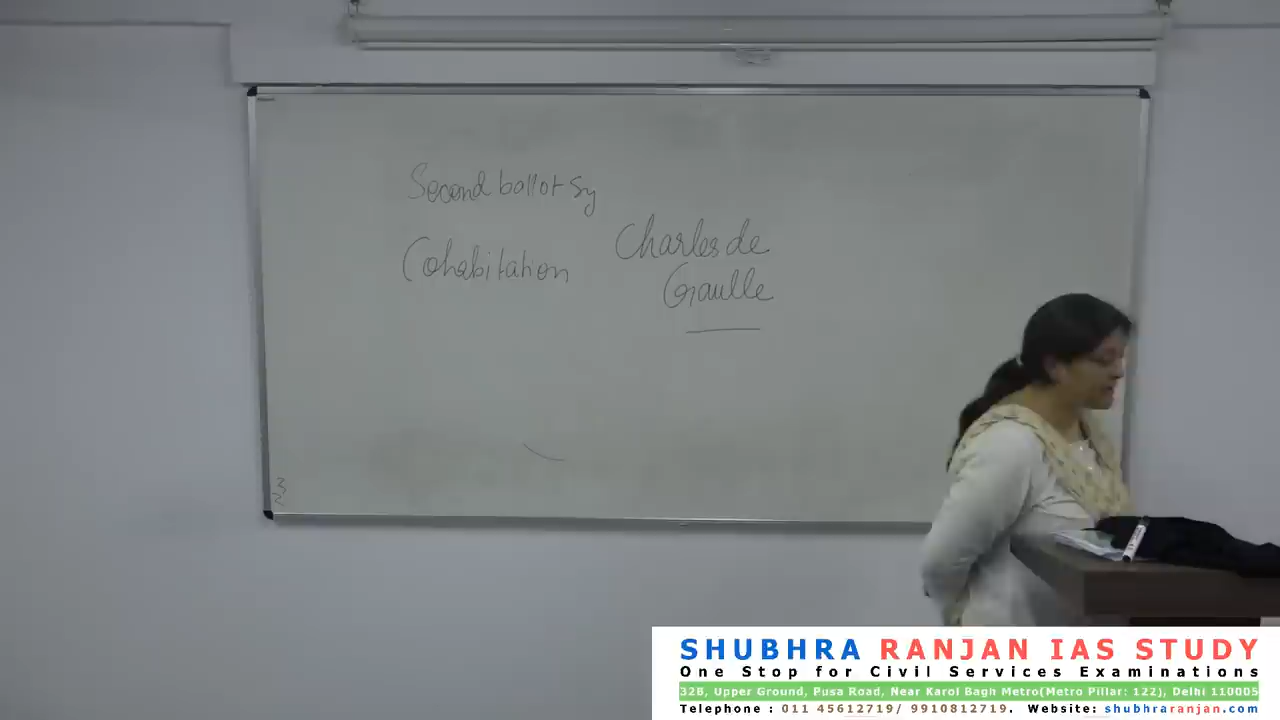 Second ballot Sy
Cohabitation
Charles de
Gaulle
SHUBHRA RANJAN IAS STUDY
One Stop for Civil Services Examinations
32B, Upper Ground, Pusa Road, Near Karol Bagh Metro(Metro Pillar: 122), Delhi 110005
Telephone : 011 45612719/ 9910812719. Website: shubhraranjan.com